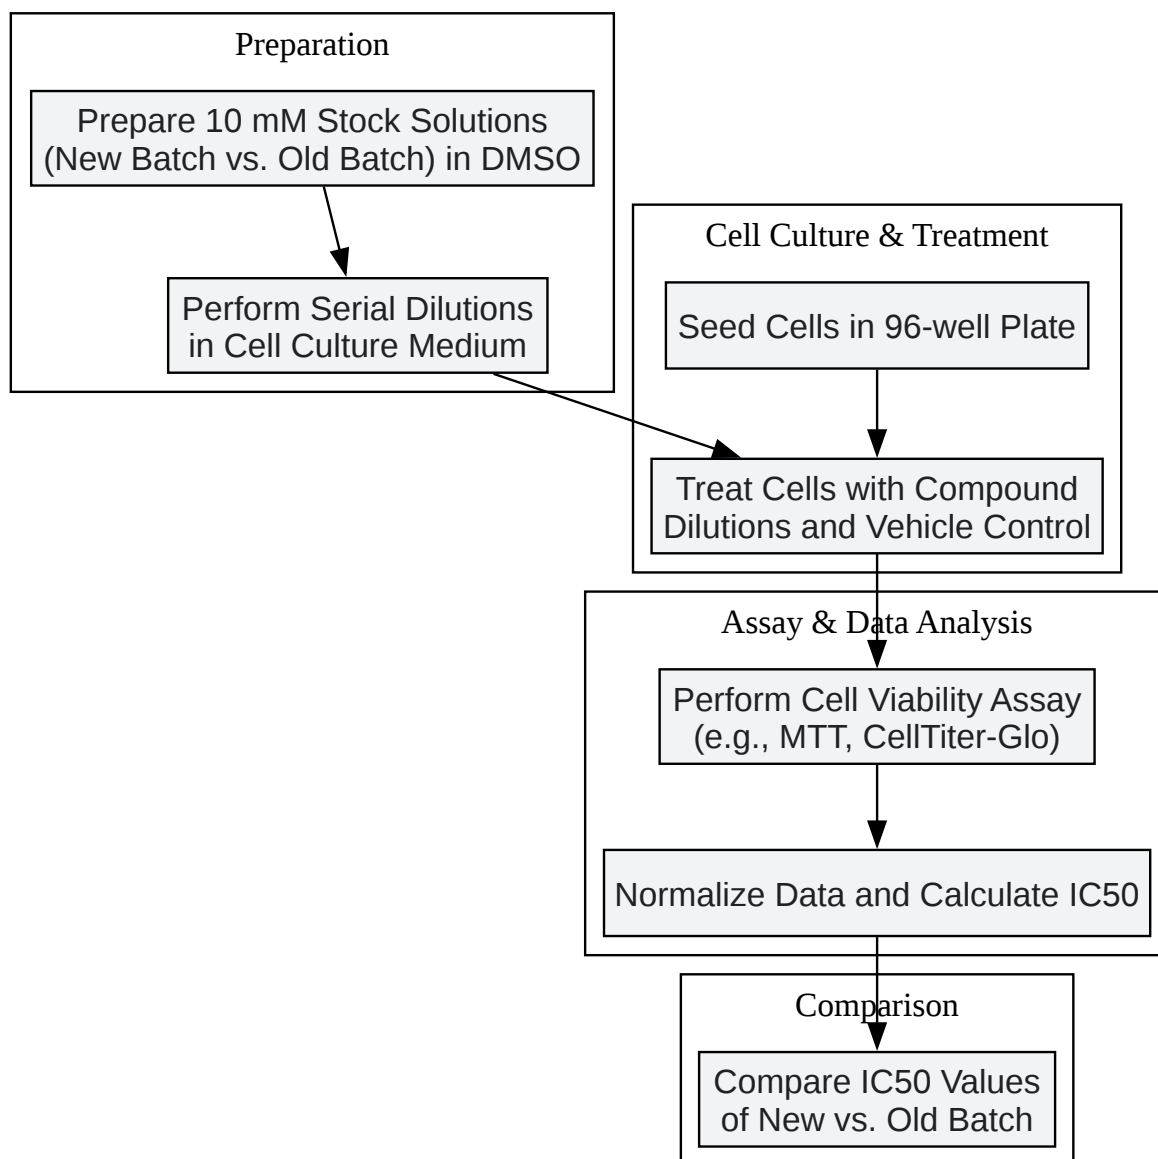 Preparation
Prepare 10 mM Stock Solutions
(New Batch vs. Old Batch) in DMSO
Perform Serial Dilutions
in Cell Culture Medium
Cell Culture & Treatment
Seed Cells in 96-well Plate
Treat Cells with Compound
Dilutions and Vehicle Control
Assay & Data Analysis
Perform Cell Viability Assay
(e.g., MTT, CellTiter-Glo)
Normalize Data and Calculate IC50
Comparison
Compare IC50 Values
of New vs. Old Batch